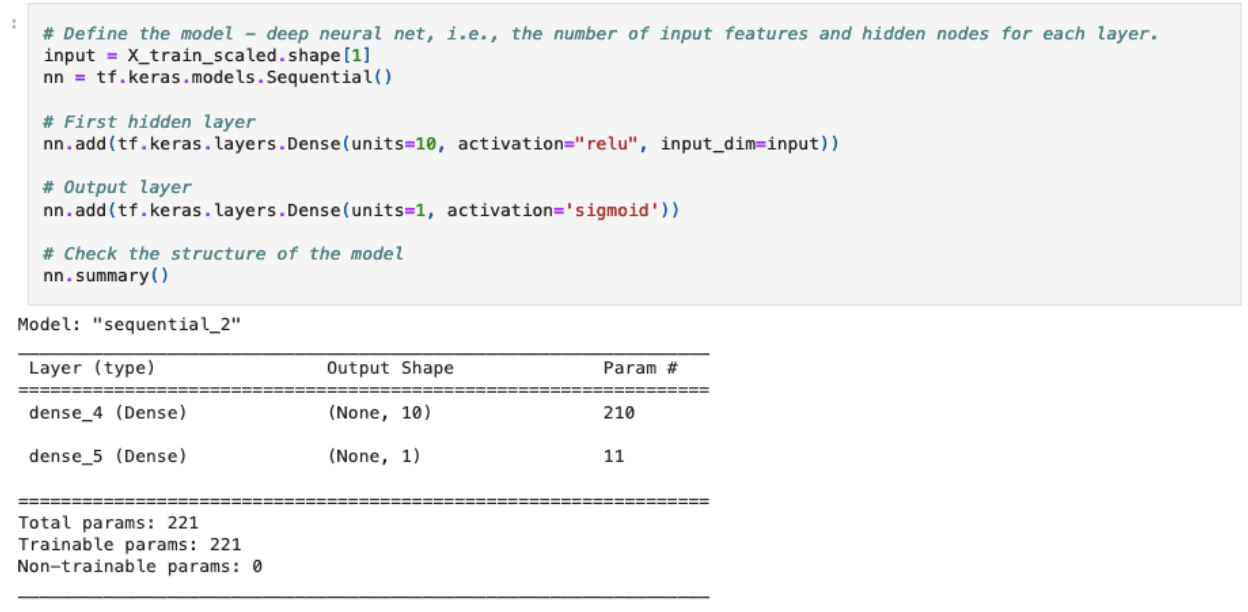 # Define the model – deep neural net, i.e., the number of input features and hidden nodes for each layer.
input = X_train_scaled.shape[1]
nn = tf.keras.models.Sequential()
# First hidden layer
nn.add(tf.keras.layers.Dense(units=10, activation="relu", input_dim=input))
# Output layer
nn.add(tf.keras.layers.Dense(units=1, activation='sigmoid'))
# Check the structure of the model
nn.summary()
Model: "sequential_2"
Layer (type) Output Shape Param #
=================================================================
dense_4 (Dense) (None, 10) 210
dense_5 (Dense) (None, 1) 11
=================================================================
Total params: 221
Trainable params: 221
Non-trainable params: 0